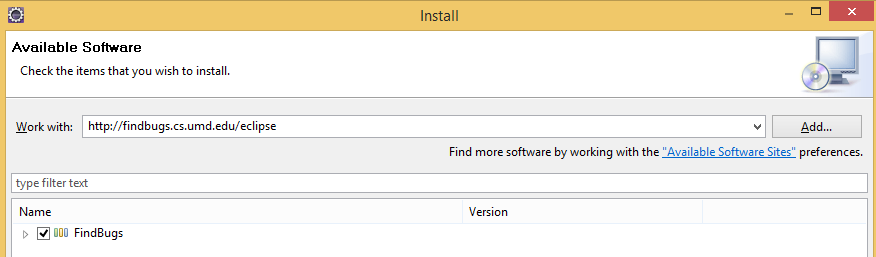 Install
Available Software
Check the items that you wish to install.
Work with: http://findbugs.cs.umd.edu/eclipse Add...
Find more software by working with the "Available Software Sites" preferences.
type filter text
Name Version
FindBugs